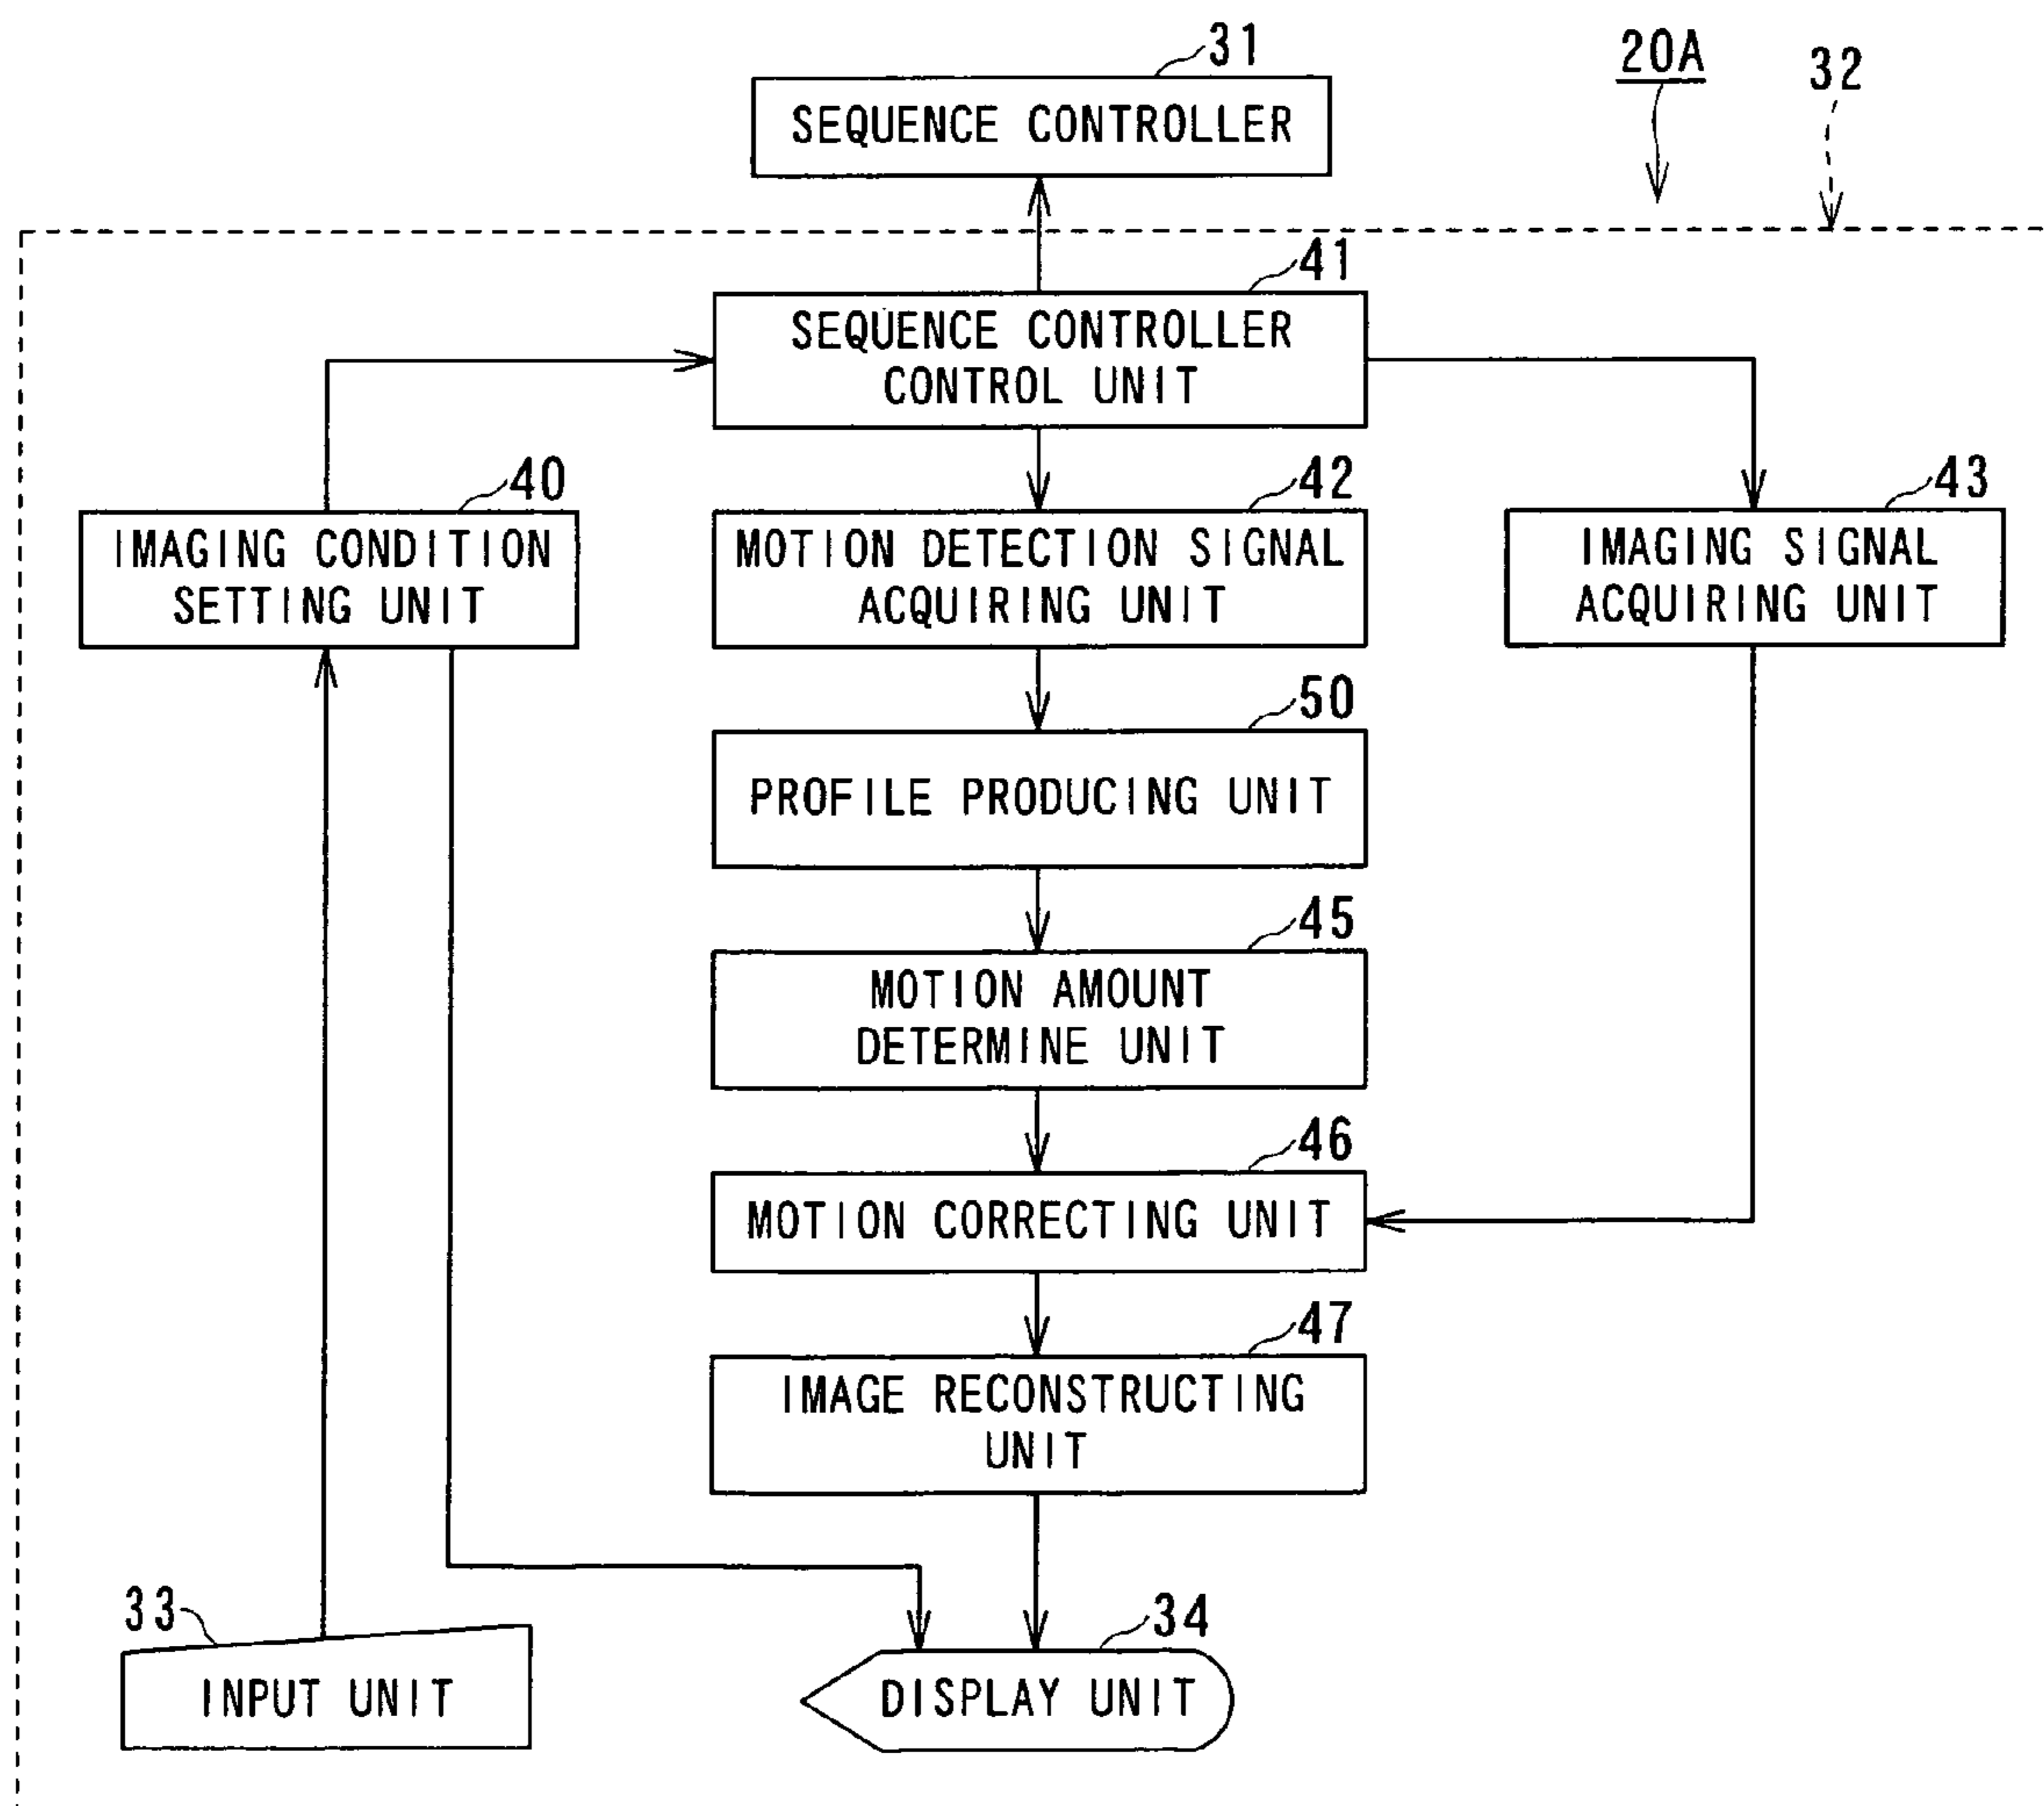 31
20A
32
SEQUENCE CONTROLLER
41
SEQUENCE CONTROLLER
CONTROL UNIT
40
IMAGING CONDITION
SETTING UNIT
42
MOTION DETECTION SIGNAL
ACQUIRING UNIT
43
IMAGING SIGNAL
ACQUIRING UNIT
50
PROFILE PRODUCING UNIT
45
MOTION AMOUNT
DETERMINE UNIT
46
MOTION CORRECTING UNIT
47
IMAGE RECONSTRUCTING
UNIT
33
INPUT UNIT
34
DISPLAY UNIT